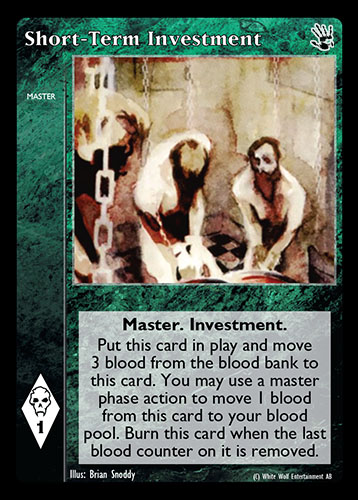 Short-Term Investment
MASTER
Master. Investment.
Put this card in play and move
3 blood from the blood bank to
this card. You may use a master
phase action to move 1 blood
from this card to your blood
pool. Burn this card when the last
blood counter on it is removed.
1
Illus: Brian Snoddy
(C) White Wolf Entertainment AB